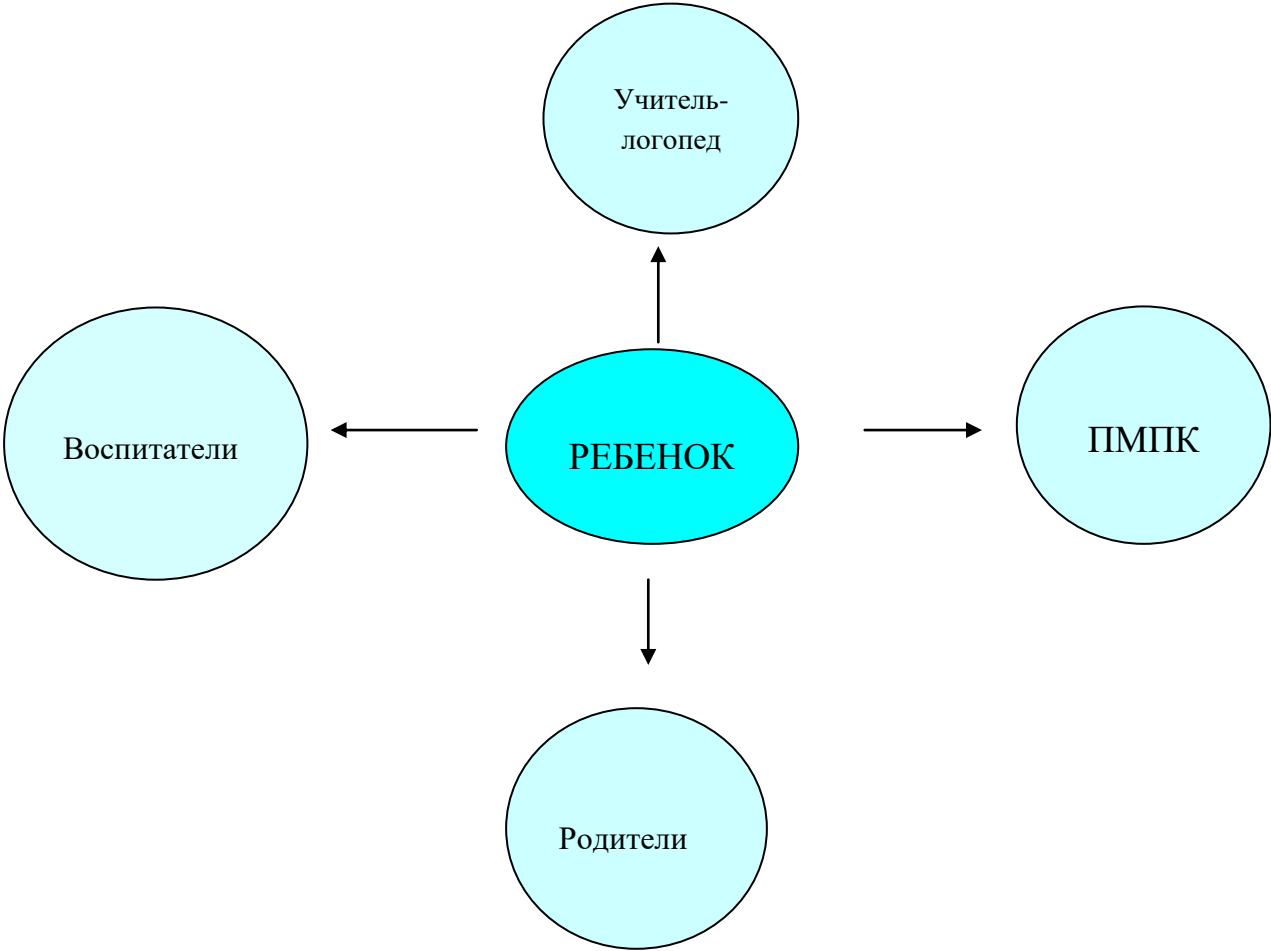 Учитель-
логопед
Воспитатели
РЕБЕНОК
ПМПК
Родители